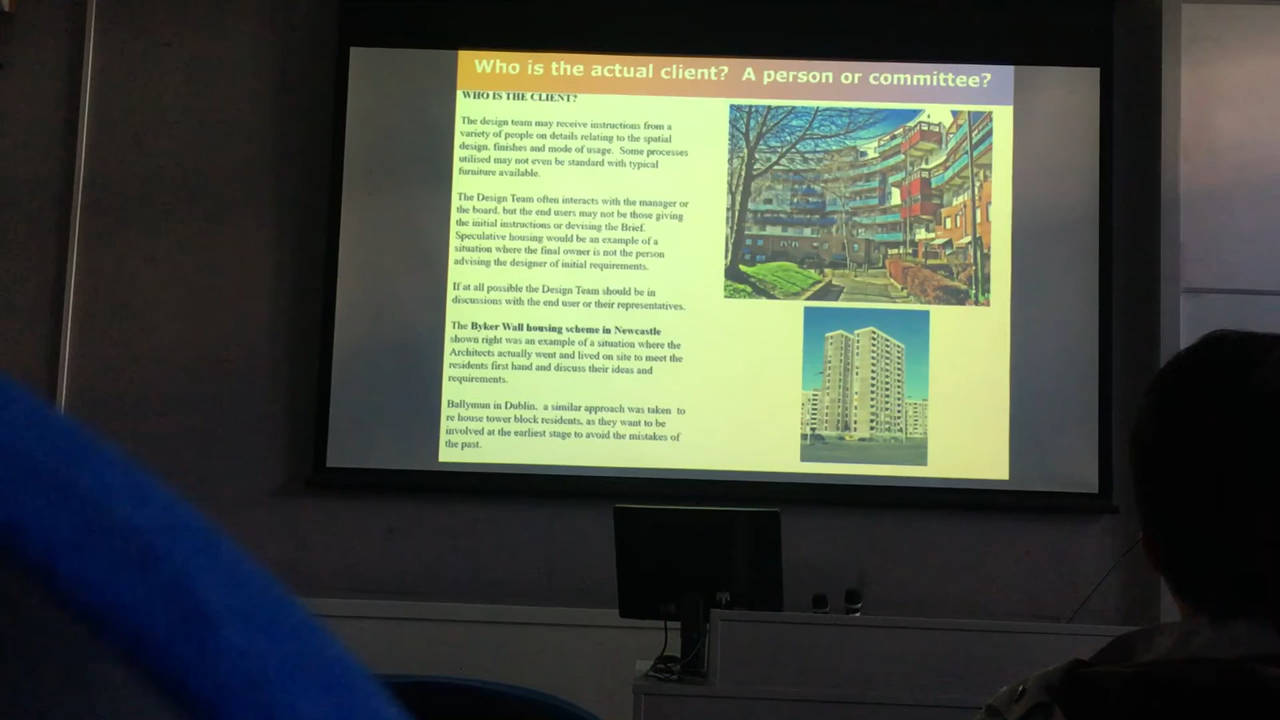 Who is the actual client? A person or committee?
WHO IS THE CLIENT?
The design team may receive instructions from a
variety of people on details relating to the spatial
design, finishes and mode of usage. Some processes
utilised may not even be standard with typical
furniture available.
The Design Team often interacts with the manager or
the board, but the end users may not be those giving
the initial instructions or devising the Brief.
Speculative housing would be an example of a
situation where the final owner is not the person
advising the designer of initial requirements.
If at all possible the Design Team should be in
discussions with the end user or their representatives.
The Byker Wall housing scheme in Newcastle
shown right was an example of a situation where the
Architects actually went and lived on site to meet the
residents first hand and discuss their ideas and
requirements.
Ballymun in Dublin, a similar approach was taken to
re house tower block residents, as they want to be
involved at the earliest stage to avoid the mistakes of
the past.